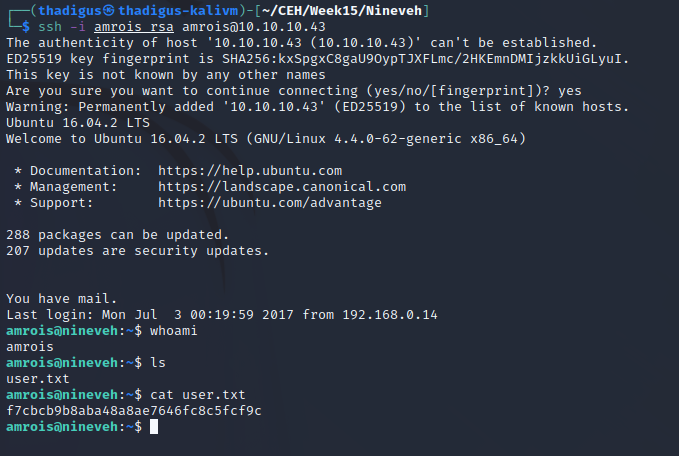 ┌──(thadigus㉿thadigus-kalivm)-[~/CEH/Week15/Nineveh]
└─$ ssh -i amrois_rsa amrois@10.10.10.43
The authenticity of host '10.10.10.43 (10.10.10.43)' can't be established.
ED25519 key fingerprint is SHA256:kxSpgxC8gaU9OypTJXFLmc/2HKEmnDMIjzkkUiGLyuI.
This key is not known by any other names
Are you sure you want to continue connecting (yes/no/[fingerprint])? yes
Warning: Permanently added '10.10.10.43' (ED25519) to the list of known hosts.
Ubuntu 16.04.2 LTS
Welcome to Ubuntu 16.04.2 LTS (GNU/Linux 4.4.0-62-generic x86_64)
* Documentation: https://help.ubuntu.com
* Management: https://landscape.canonical.com
* Support: https://ubuntu.com/advantage
288 packages can be updated.
207 updates are security updates.
You have mail.
Last login: Mon Jul 3 00:19:59 2017 from 192.168.0.14
amrois@nineveh:~$ whoami
amrois
amrois@nineveh:~$ ls
user.txt
amrois@nineveh:~$ cat user.txt
f7cbcb9b8aba48a8ae7646fc8c5fcf9c
amrois@nineveh:~$